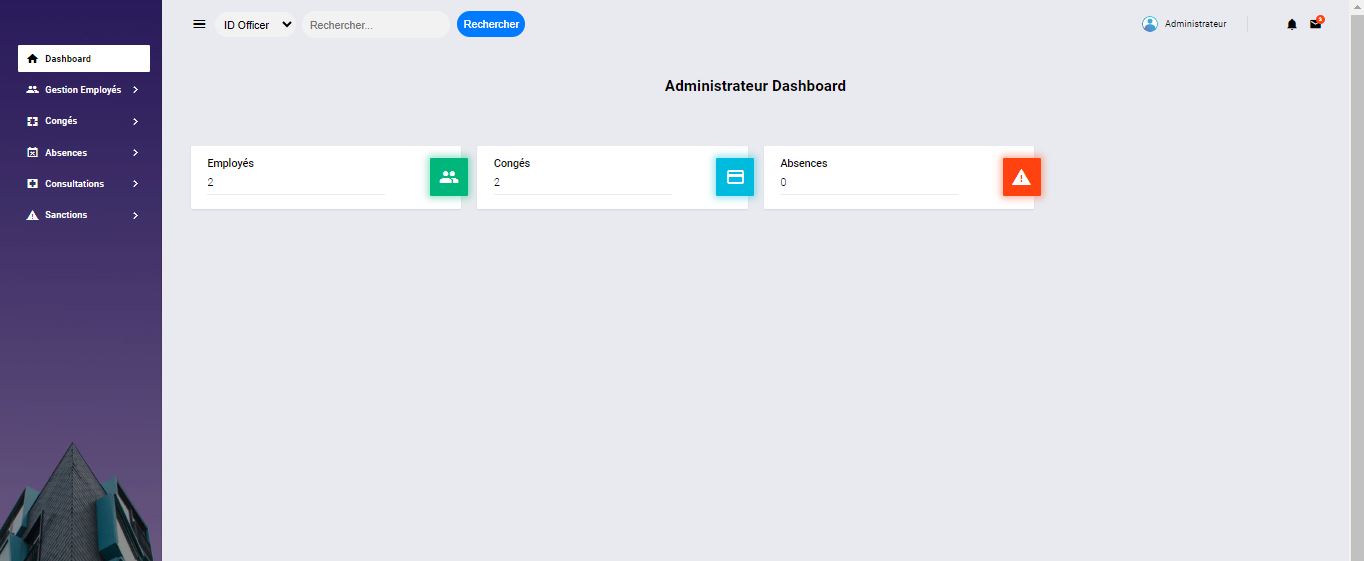 ID Officer
Rechercher...
Rechercher
Administrateur
Dashboard
Gestion Employés
Congés
Absences
Consultations
Sanctions
Administrateur Dashboard
Employés
2
Congés
2
Absences
0